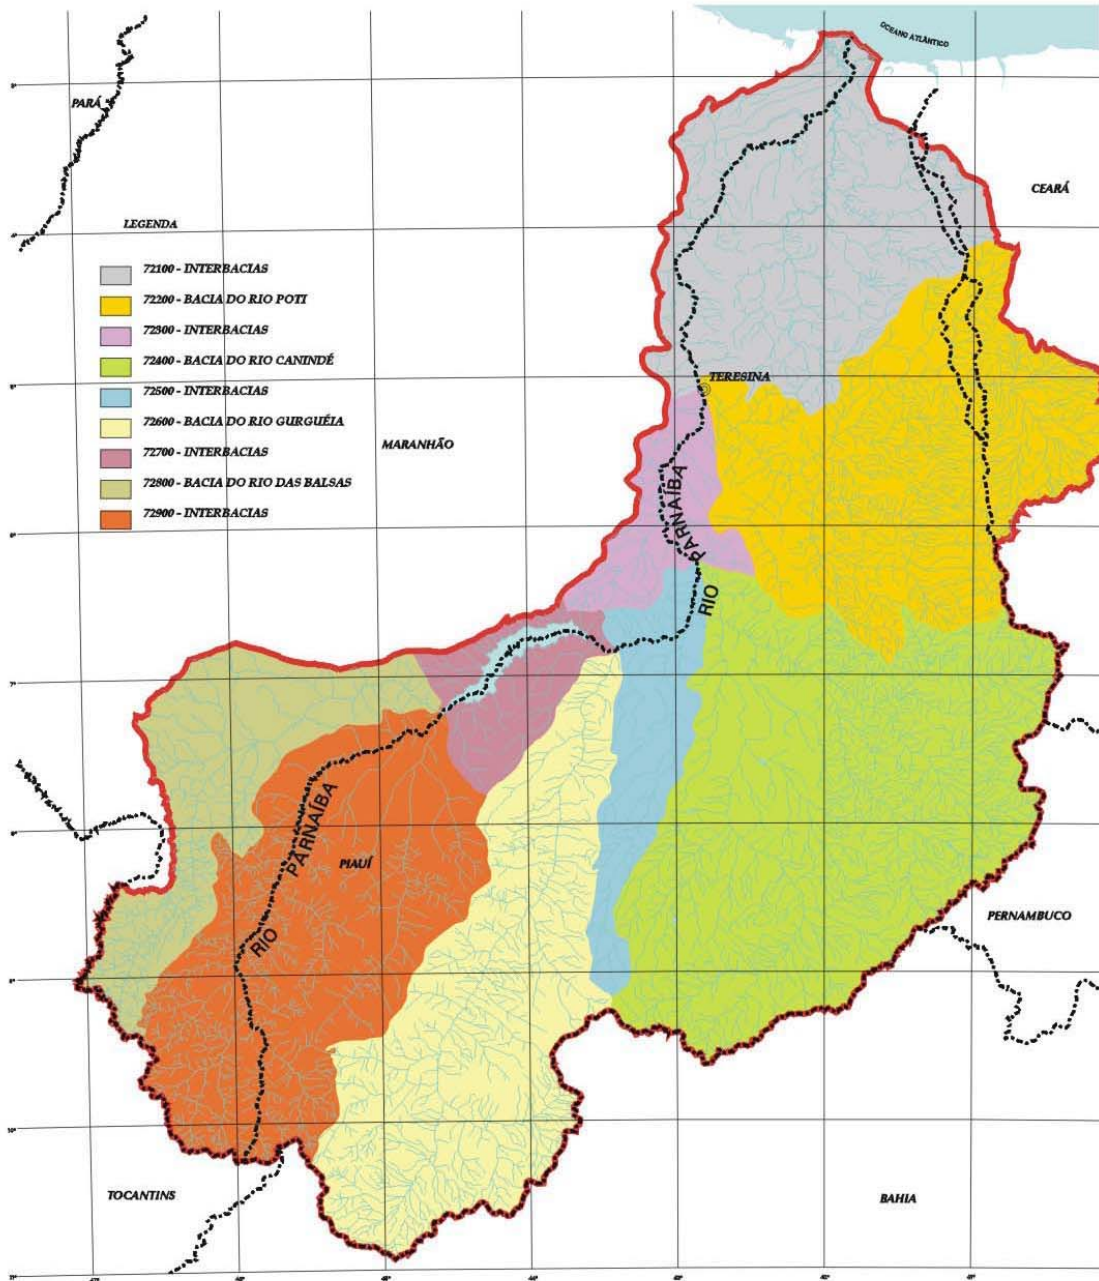 OCEANO ATLÂNTICO
PARÁ
CEARÁ
LEGENDA
72100 - INTERBACIAS
72200 - BACIA DO RIO POTI
72300 - INTERBACIAS
72400 - BACIA DO RIO CANINDÉ
72500 - INTERBACIAS
72600 - BACIA DO RIO GURGUÉIA
72700 - INTERBACIAS
72800 - BACIA DO RIO DAS BALSAS
72900 - INTERBACIAS
TERESINA
MARANHÃO
PARNAÍBA
RIO
PARNAÍBA
PIAUÍ
RIO
PERNAMBUCO
TOCANTINS
BAHIA